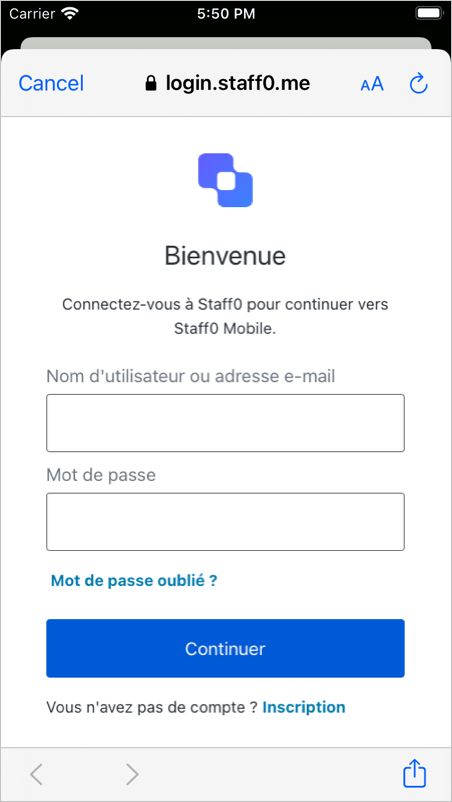 Carrier 5:50 PM
Cancel login.staff0.me AA
Bienvenue
Connectez-vous à Staff0 pour continuer vers
Staff0 Mobile.
Nom d'utilisateur ou adresse e-mail
Mot de passe
Mot de passe oublié ?
Continuer
Vous n'avez pas de compte ? Inscription